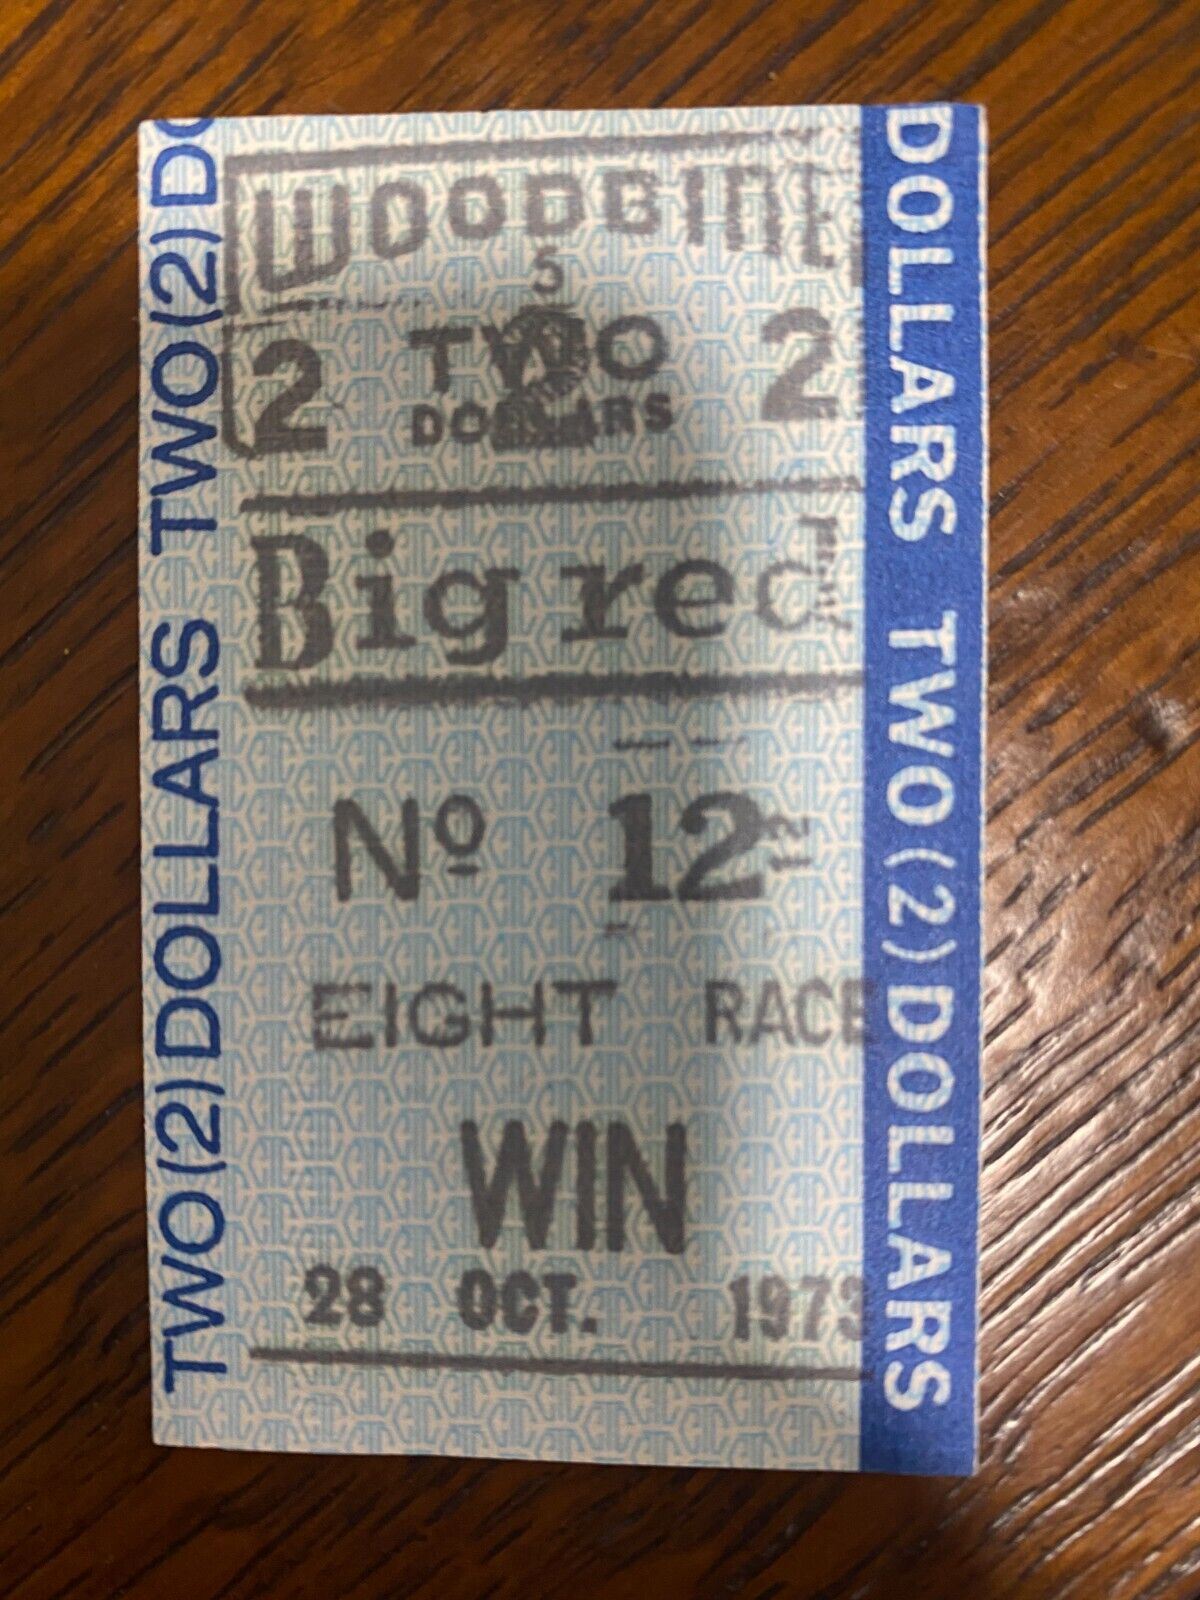 WOODBINE
5
2 TWO 2
DOLLARS
Big red
Nº 12
12
EIGHT RACE
WIN
28 OCT. 1973
TWO (2) DOLLARS TWO (2) DO
DOLLARS TWO (2) DOLLARS